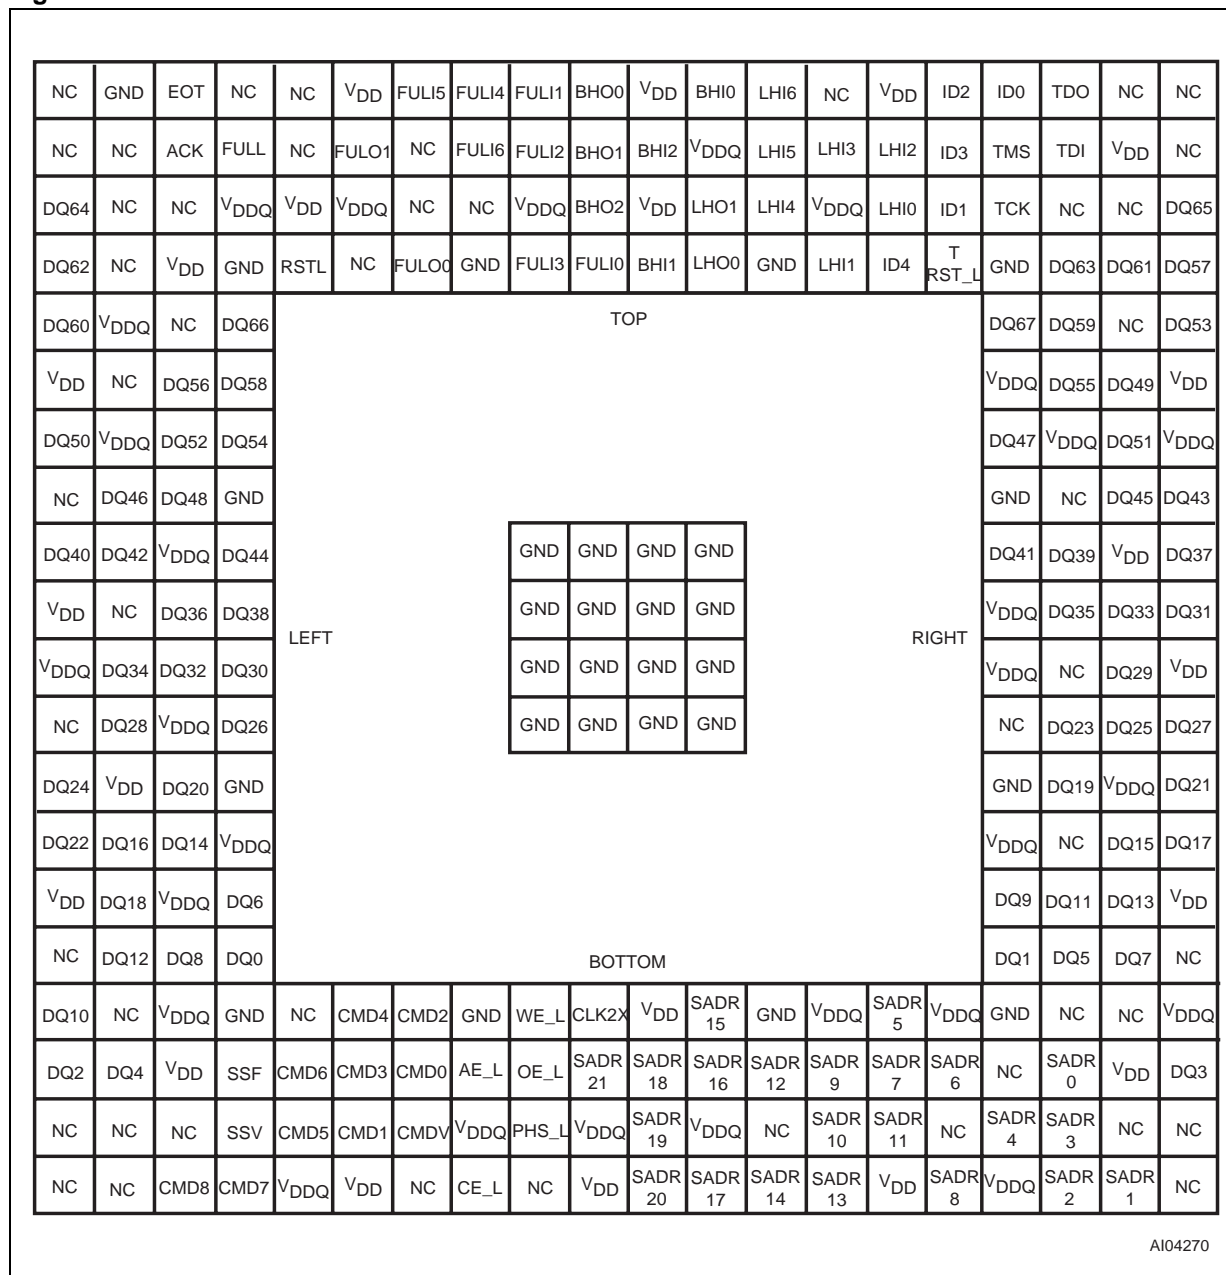 NC GND EOT NC NC VDD FULI5 FULI4 FULI1 BHO0 VDD BHI0 LHI6 NC VDD ID2 ID0 TDO NC NC
NC NC ACK FULL NC FULO1 NC FULI6 FULI2 BHO1 BHI2 VDDQ LHI5 LHI3 LHI2 ID3 TMS TDI VDD NC
DQ64 NC NC VDDQ VDD VDDQ NC NC VDDQ BHO2 VDD LHO1 LHI4 VDDQ LHI0 ID1 TCK NC NC DQ65
DQ62 NC VDD GND RSTL NC FULO0 GND FULI3 FULI0 BHI1 LHO0 GND LHI1 ID4 T RST_L GND DQ63 DQ61 DQ57
DQ60 VDDQ NC DQ66 TOP DQ67 DQ59 NC DQ53
VDD NC DQ56 DQ58 VDDQ DQ55 DQ49 VDD
DQ50 VDDQ DQ52 DQ54 DQ47 VDDQ DQ51 VDDQ
NC DQ46 DQ48 GND GND NC DQ45 DQ43
DQ40 DQ42 VDDQ DQ44 GND GND GND GND DQ41 DQ39 VDD DQ37
VDD NC DQ36 DQ38 GND GND GND GND VDDQ DQ35 DQ33 DQ31
LEFT RIGHT
VDDQ DQ34 DQ32 DQ30 GND GND GND GND VDDQ NC DQ29 VDD
NC DQ28 VDDQ DQ26 GND GND GND GND NC DQ23 DQ25 DQ27
DQ24 VDD DQ20 GND GND DQ19 VDDQ DQ21
DQ22 DQ16 DQ14 VDDQ VDDQ NC DQ15 DQ17
VDD DQ18 VDDQ DQ6 DQ9 DQ11 DQ13 VDD
NC DQ12 DQ8 DQ0 BOTTOM DQ1 DQ5 DQ7 NC
DQ10 NC VDDQ GND NC CMD4 CMD2 GND WE_L CLK2X VDD SADR 15 GND VDDQ SADR 5 VDDQ GND NC NC VDDQ
DQ2 DQ4 VDD SSF CMD6 CMD3 CMD0 AE_L OE_L SADR 21 SADR 18 SADR 16 SADR 12 SADR 9 SADR 7 SADR 6 NC SADR 0 VDD DQ3
NC NC NC SSV CMD5 CMD1 CMDV VDDQ PHS_L VDDQ SADR 19 VDDQ NC SADR 10 SADR 11 NC SADR 4 SADR 3 NC NC
NC NC CMD8 CMD7 VDDQ VDD NC CE_L NC VDD SADR 20 SADR 17 SADR 14 SADR 13 VDD SADR 8 VDDQ SADR 2 SADR 1 NC
AI04270